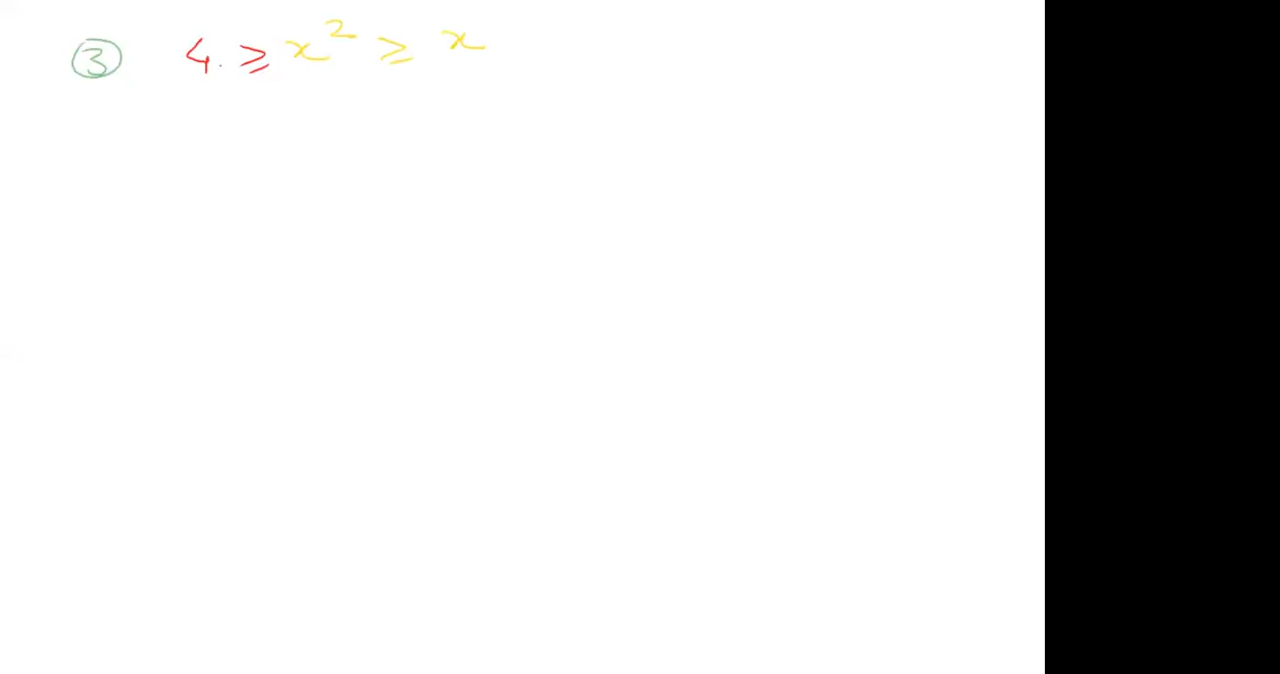 ③ 4. ≥ x² ≥ x